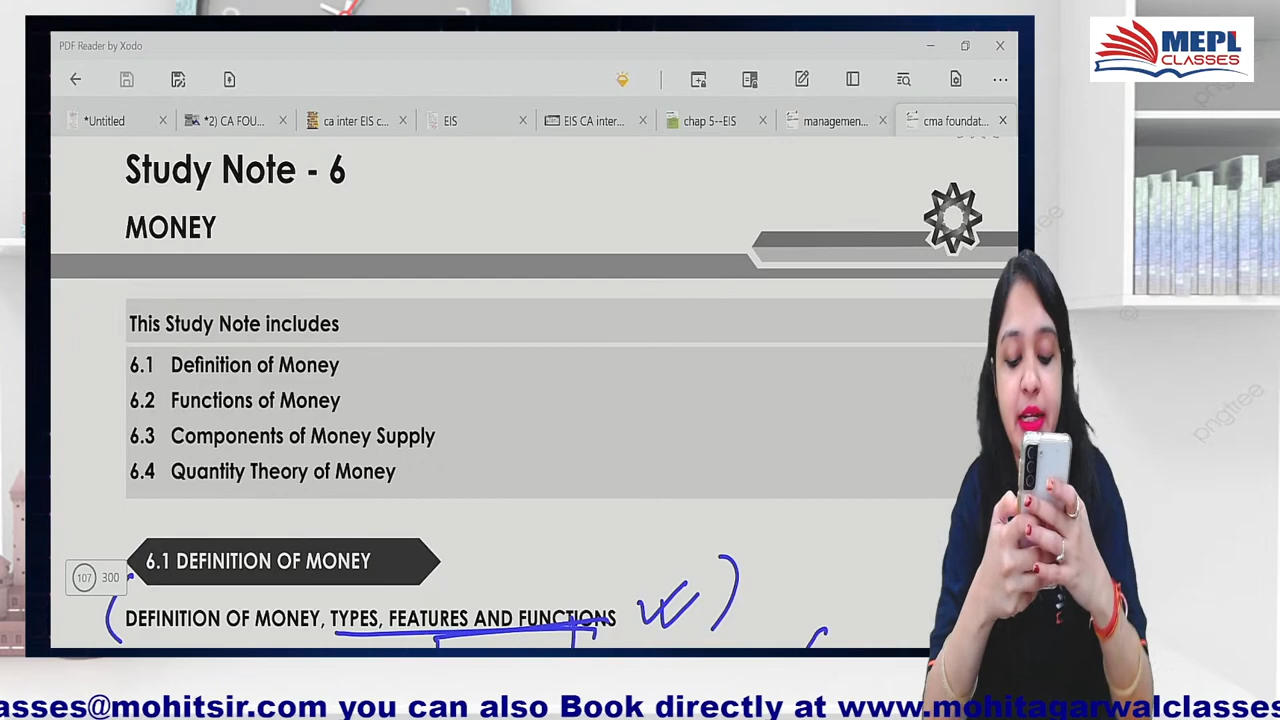 PDF Reader by Xodo
MEPL
CLASSES
*Untitled
*2) CA FOU...
ca inter EIS c...
EIS
EIS CA inter...
chap 5--EIS
managemen...
cma foundat...
Study Note - 6
MONEY
This Study Note includes
6.1 Definition of Money
6.2 Functions of Money
6.3 Components of Money Supply
6.4 Quantity Theory of Money
6.1 DEFINITION OF MONEY
107 300
DEFINITION OF MONEY, TYPES, FEATURES AND FUNCTIONS
pngtree
pngtree
asses@mohitsir.com you can also Book directly at www.mohitagarwalclasses